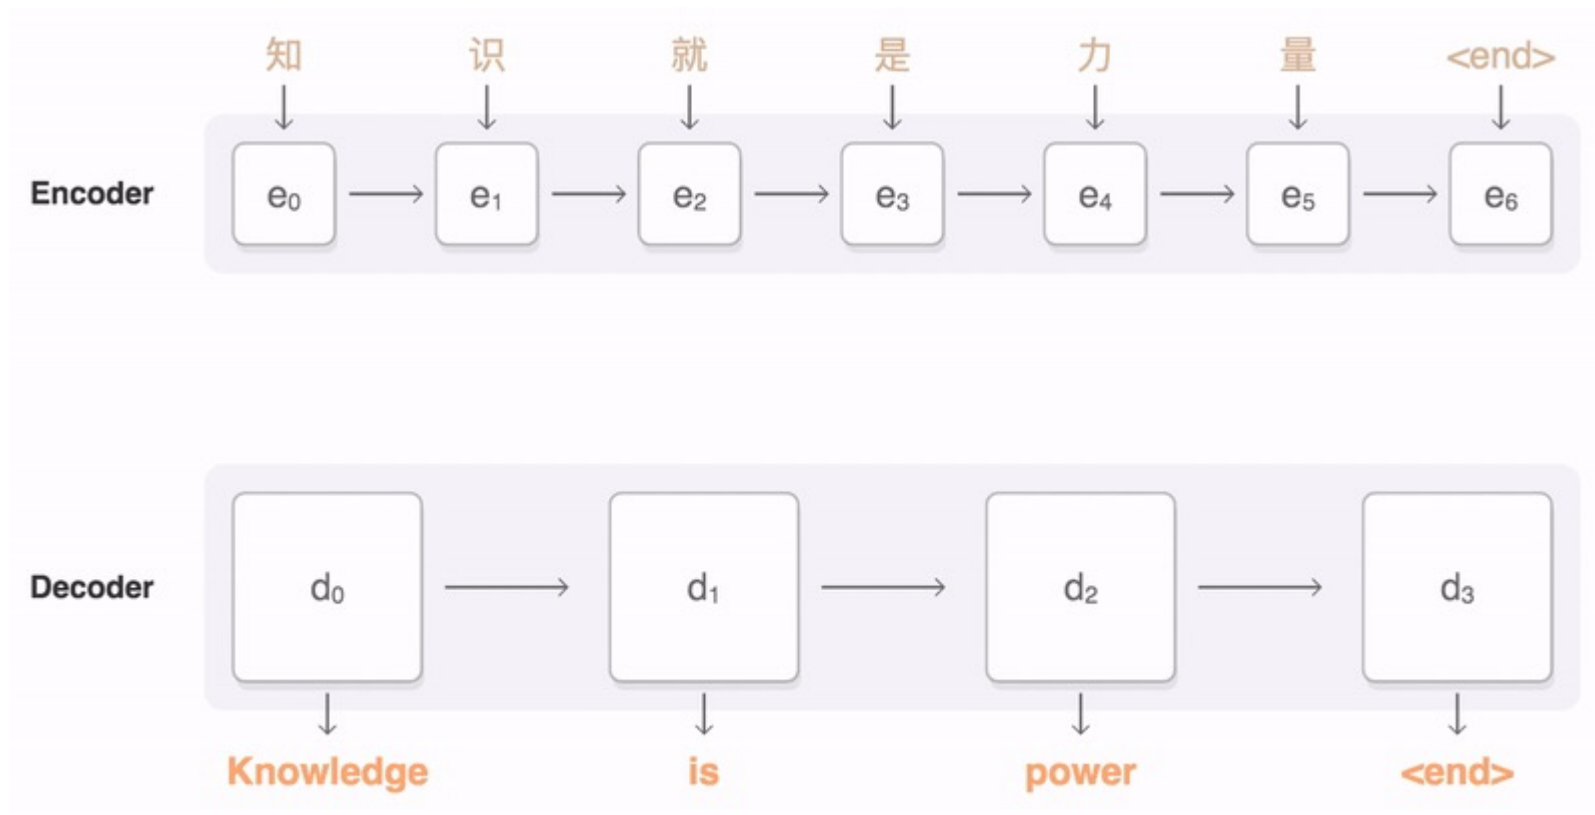 知 识 就 是 力 量 <end>
Encoder e₀ e₁ e₂ e₃ e₄ e₅ e₆
Decoder d₀ d₁ d₂ d₃
Knowledge is power <end>